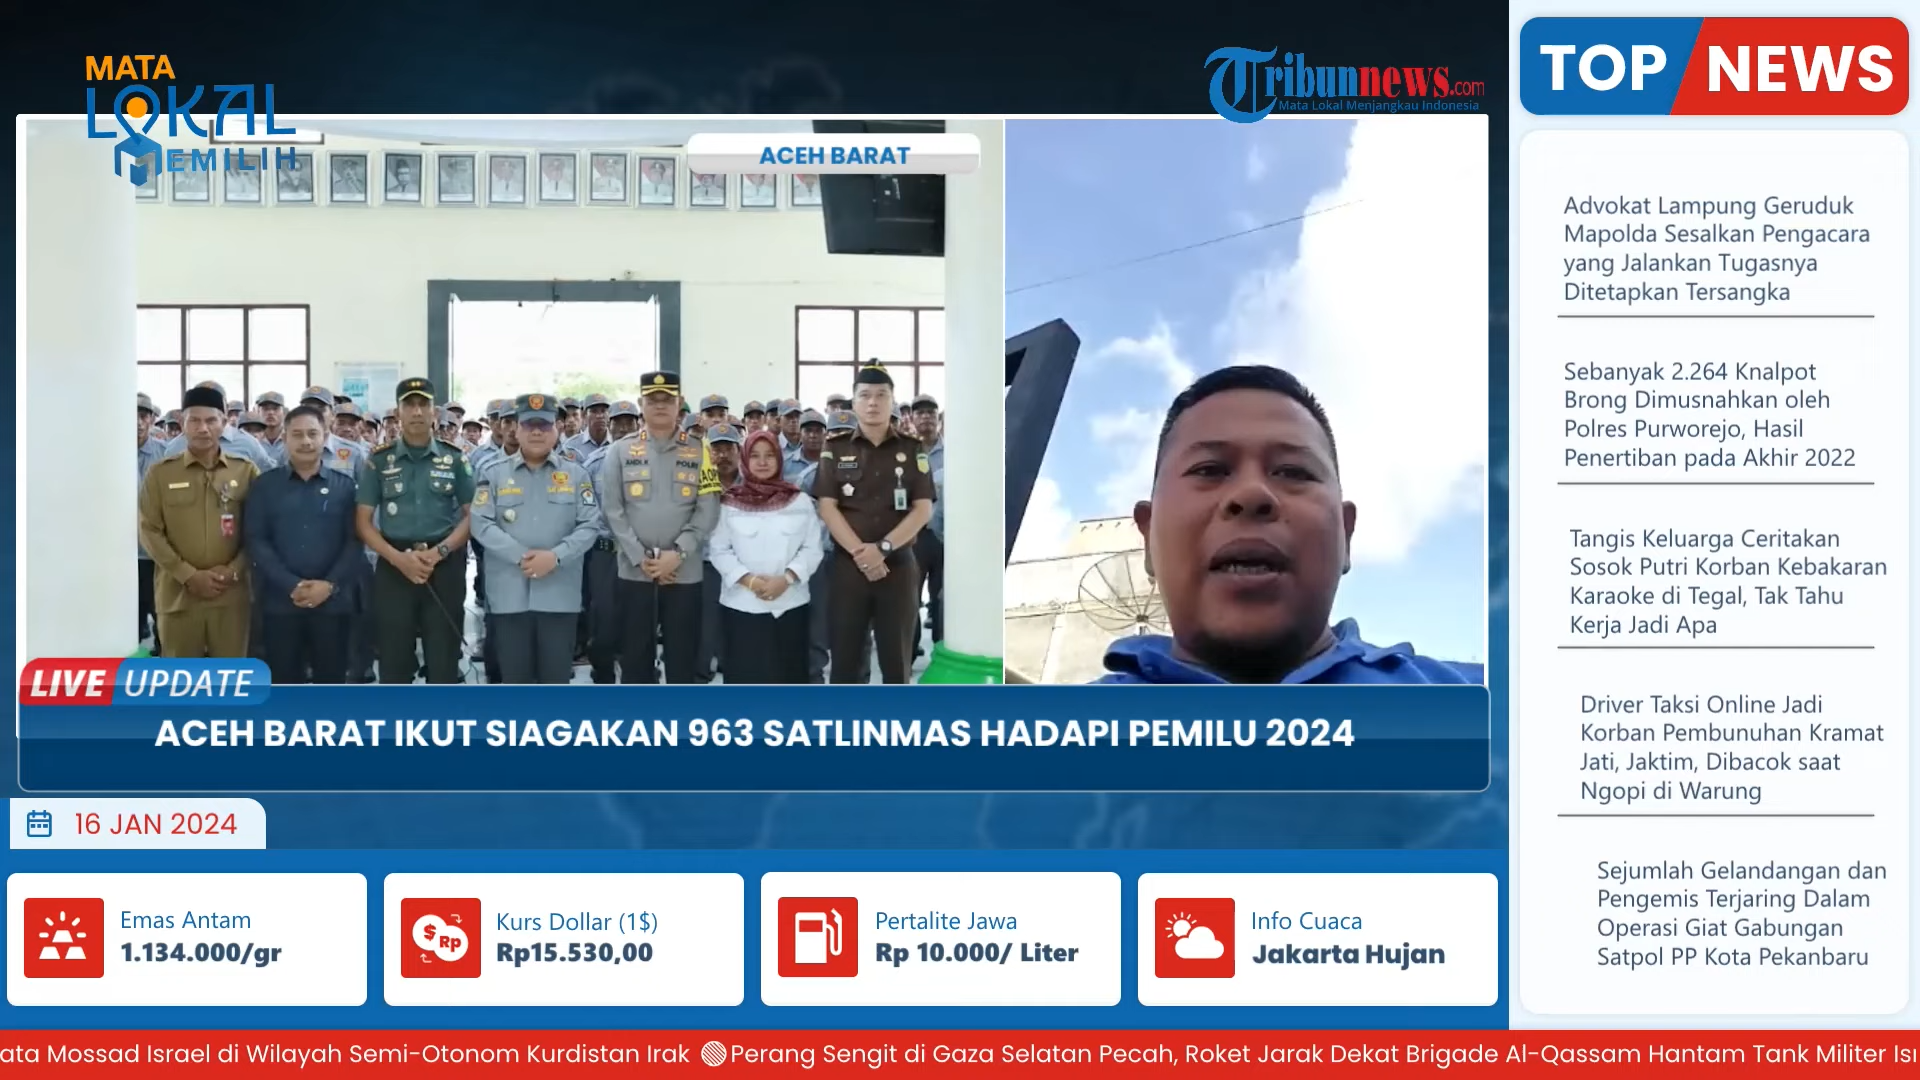 MATA
LOKAL
MEMILIH
Tribunnews.com
Mata Lokal Menjangkau Indonesia
ACEH BARAT
LIVE UPDATE
ACEH BARAT IKUT SIAGAKAN 963 SATLINMAS HADAPI PEMILU 2024
16 JAN 2024
Emas Antam
1.134.000/gr
Kurs Dollar (1$)
Rp15.530,00
Pertalite Jawa
Rp 10.000/ Liter
Info Cuaca
Jakarta Hujan
TOP NEWS
Advokat Lampung Geruduk
Mapolda Sesalkan Pengacara
yang Jalankan Tugasnya
Ditetapkan Tersangka
Sebanyak 2.264 Knalpot
Brong Dimusnahkan oleh
Polres Purworejo, Hasil
Penertiban pada Akhir 2022
Tangis Keluarga Ceritakan
Sosok Putri Korban Kebakaran
Karaoke di Tegal, Tak Tahu
Kerja Jadi Apa
Driver Taksi Online Jadi
Korban Pembunuhan Kramat
Jati, Jaktim, Dibacok saat
Ngopi di Warung
Sejumlah Gelandangan dan
Pengemis Terjaring Dalam
Operasi Giat Gabungan
Satpol PP Kota Pekanbaru
ata Mossad Israel di Wilayah Semi-Otonom Kurdistan Irak Perang Sengit di Gaza Selatan Pecah, Roket Jarak Dekat Brigade Al-Qassam Hantam Tank Militer Isr